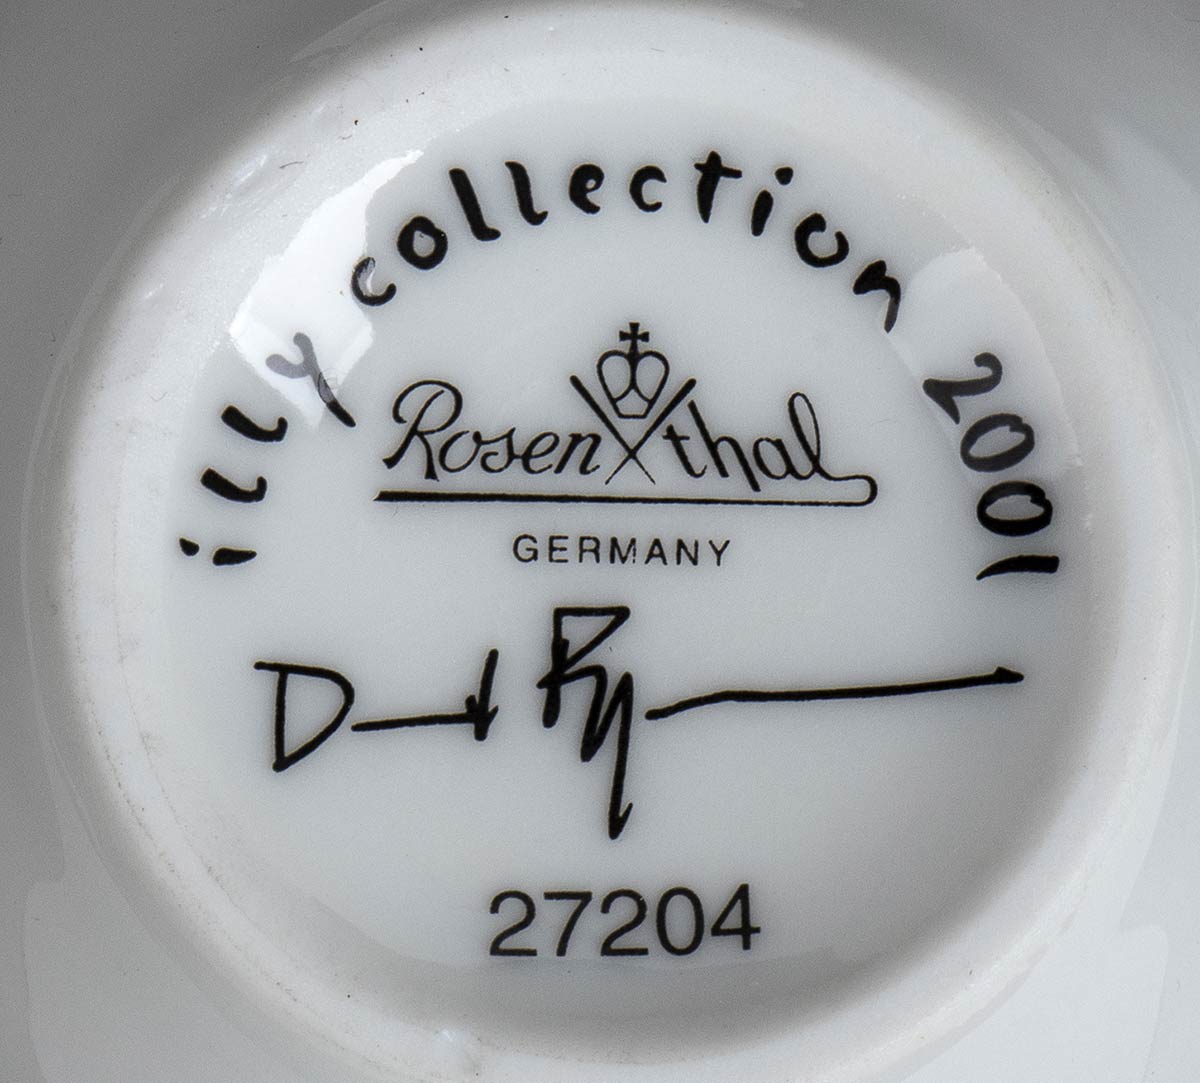 illy collection 2001
Rosenthal
GERMANY
27204